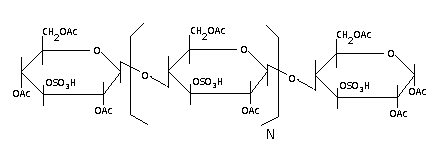 CH2OAc CH2OAc CH2OAc
O O O
O O
OSO3H OSO3H OSO3H
OAc OAc
OAc OAc OAc
N